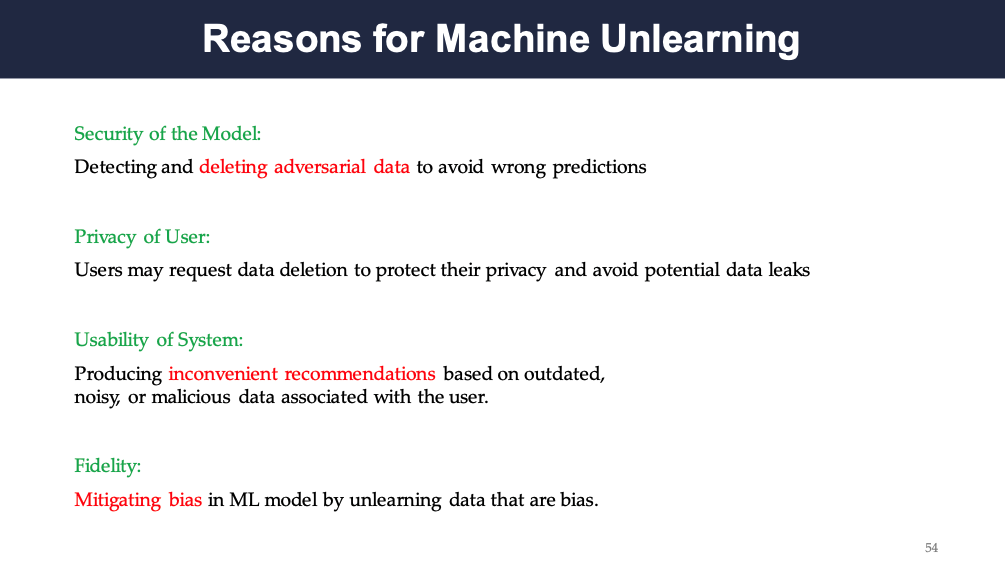 Reasons for Machine Unlearning
Security of the Model:
Detecting and deleting adversarial data to avoid wrong predictions
Privacy of User:
Users may request data deletion to protect their privacy and avoid potential data leaks
Usability of System:
Producing inconvenient recommendations based on outdated,
noisy, or malicious data associated with the user.
Fidelity:
Mitigating bias in ML model by unlearning data that are bias.
54